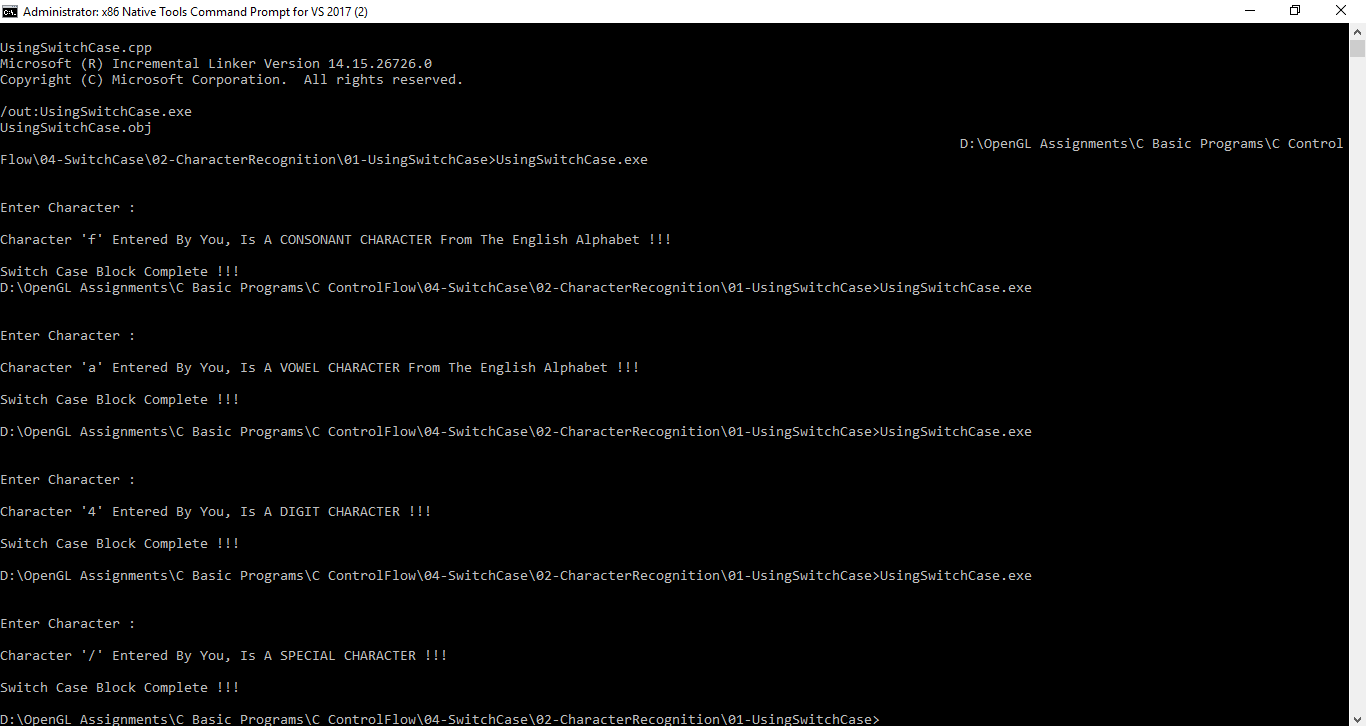 Administrator: x86 Native Tools Command Prompt for VS 2017 (2)
UsingSwitchCase.cpp
Microsoft (R) Incremental Linker Version 14.15.26726.0
Copyright (C) Microsoft Corporation.  All rights reserved.
/out:UsingSwitchCase.exe
UsingSwitchCase.obj
D:\OpenGL Assignments\C Basic Programs\C Control
Flow\04-SwitchCase\02-CharacterRecognition\01-UsingSwitchCase>UsingSwitchCase.exe
Enter Character :
Character 'f' Entered By You, Is A CONSONANT CHARACTER From The English Alphabet !!!
Switch Case Block Complete !!!
D:\OpenGL Assignments\C Basic Programs\C ControlFlow\04-SwitchCase\02-CharacterRecognition\01-UsingSwitchCase>UsingSwitchCase.exe
Enter Character :
Character 'a' Entered By You, Is A VOWEL CHARACTER From The English Alphabet !!!
Switch Case Block Complete !!!
D:\OpenGL Assignments\C Basic Programs\C ControlFlow\04-SwitchCase\02-CharacterRecognition\01-UsingSwitchCase>UsingSwitchCase.exe
Enter Character :
Character '4' Entered By You, Is A DIGIT CHARACTER !!!
Switch Case Block Complete !!!
D:\OpenGL Assignments\C Basic Programs\C ControlFlow\04-SwitchCase\02-CharacterRecognition\01-UsingSwitchCase>UsingSwitchCase.exe
Enter Character :
Character '/' Entered By You, Is A SPECIAL CHARACTER !!!
Switch Case Block Complete !!!
D:\OpenGL Assignments\C Basic Programs\C ControlFlow\04-SwitchCase\02-CharacterRecognition\01-UsingSwitchCase>